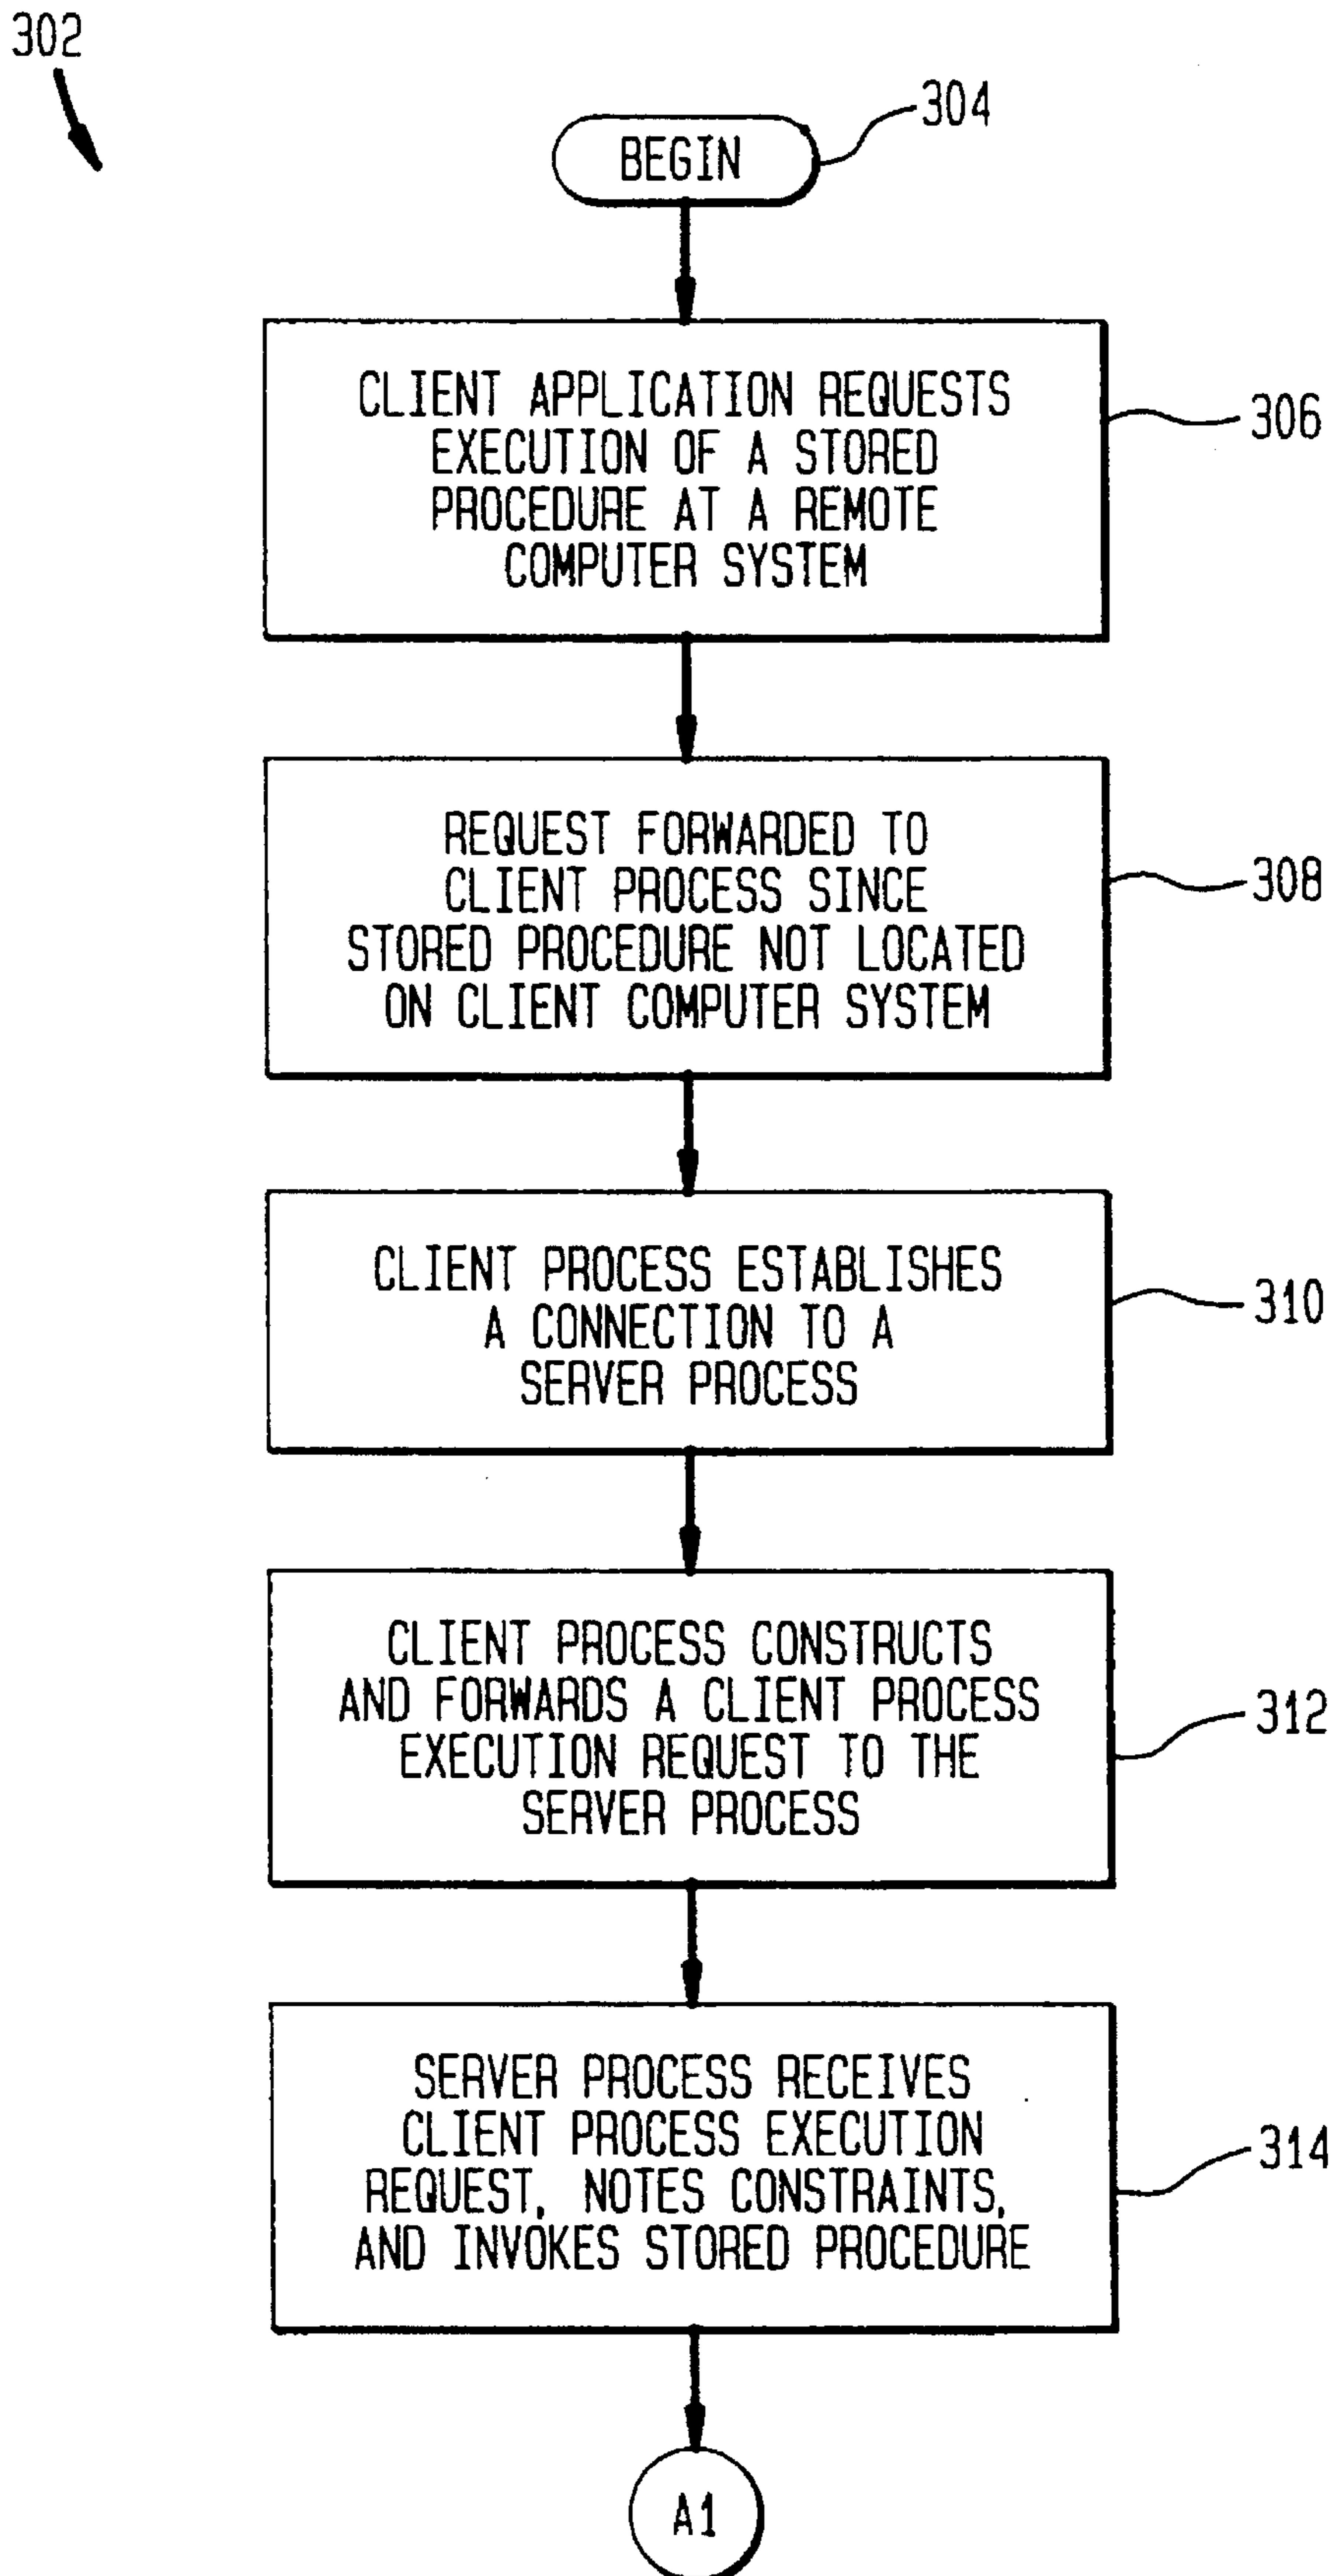 302
304
BEGIN
CLIENT APPLICATION REQUESTS
EXECUTION OF A STORED
PROCEDURE AT A REMOTE
COMPUTER SYSTEM
306
REQUEST FORWARDED TO
CLIENT PROCESS SINCE
STORED PROCEDURE NOT LOCATED
ON CLIENT COMPUTER SYSTEM
308
CLIENT PROCESS ESTABLISHES
A CONNECTION TO A
SERVER PROCESS
310
CLIENT PROCESS CONSTRUCTS
AND FORWARDS A CLIENT PROCESS
EXECUTION REQUEST TO THE
SERVER PROCESS
312
SERVER PROCESS RECEIVES
CLIENT PROCESS EXECUTION
REQUEST, NOTES CONSTRAINTS,
AND INVOKES STORED PROCEDURE
314
A1